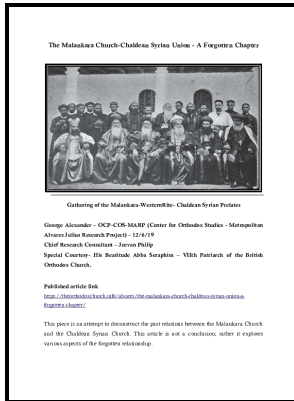 The Malankara Church-Chaldean Syrian Union - A Forgotten Chapter
Gathering of the Malankara-WesternRite- Chaldean Syrian Prelates
George Alexander – OCP-COS-MARP (Center for Orthodox Studies - Metropolitan
Alvares Julius Research Project) – 12/6/19
Chief Research Consultant – Jeevan Philip
Special Courtesy- His Beatitude Abba Seraphim – VIIth Patriarch of the British
Orthodox Church.
Published article link
https://theorthodoxchurch.info/alvares/the-malankara-church-chaldean-syrian-union-a-
forgotten-chapter/
This piece is an attempt to deconstruct the past relations between the Malankara Church
and the Chaldean Syrian Church. This article is not a conclusion; rather it explores
various aspects of the forgotten relationship.